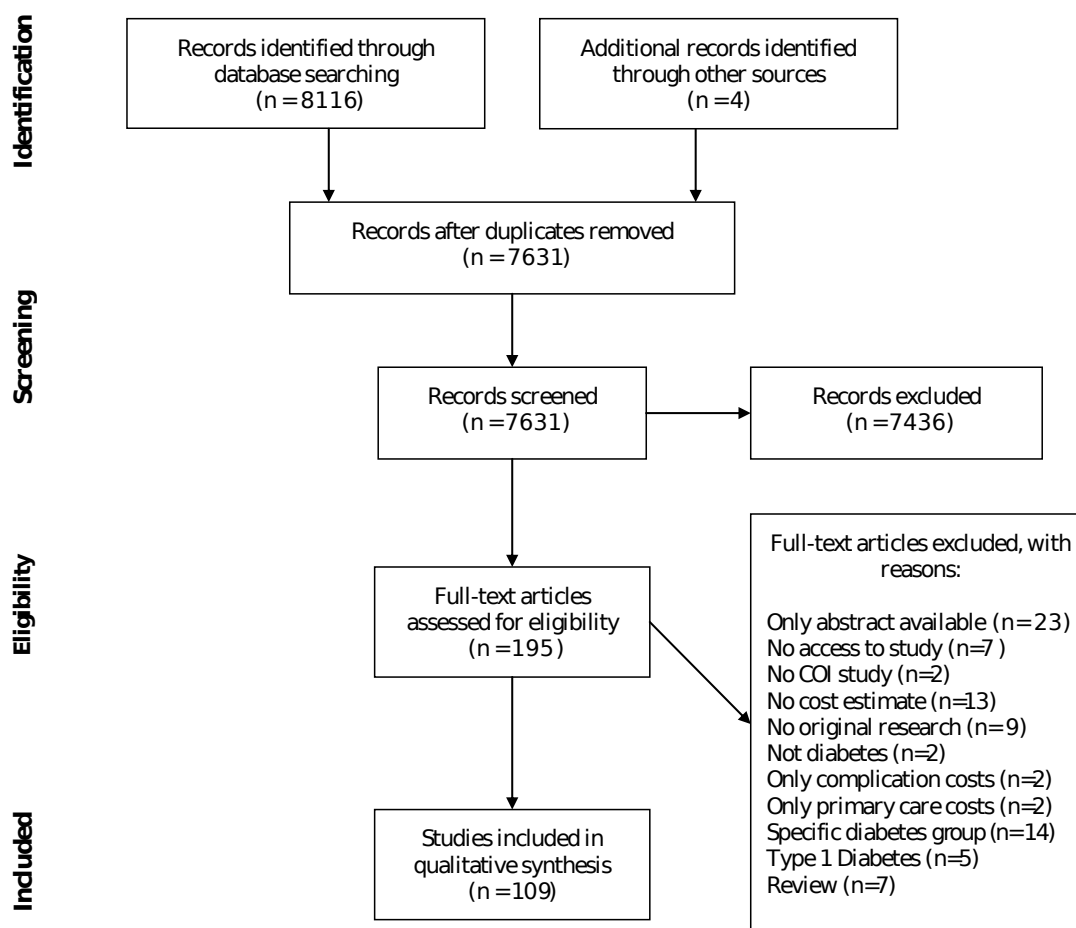 Identification
Records identified through
database searching
(n = 8116)
Additional records identified
through other sources
(n = 4)
Records after duplicates removed
(n = 7631)
Screening
Records screened
(n = 7631)
Records excluded
(n = 7436)
Eligibility
Full-text articles
assessed for eligibility
(n = 195)
Full-text articles excluded, with
reasons:
Only abstract available (n = 23)
No access to study (n=7 )
No COI study (n=2)
No cost estimate (n=13)
No original research (n= 9)
Not diabetes (n=2)
Only complication costs (n=2)
Only primary care costs (n=2)
Specific diabetes group (n=14)
Type 1 Diabetes (n=5)
Review (n=7)
Included
Studies included in
qualitative synthesis
(n = 109)